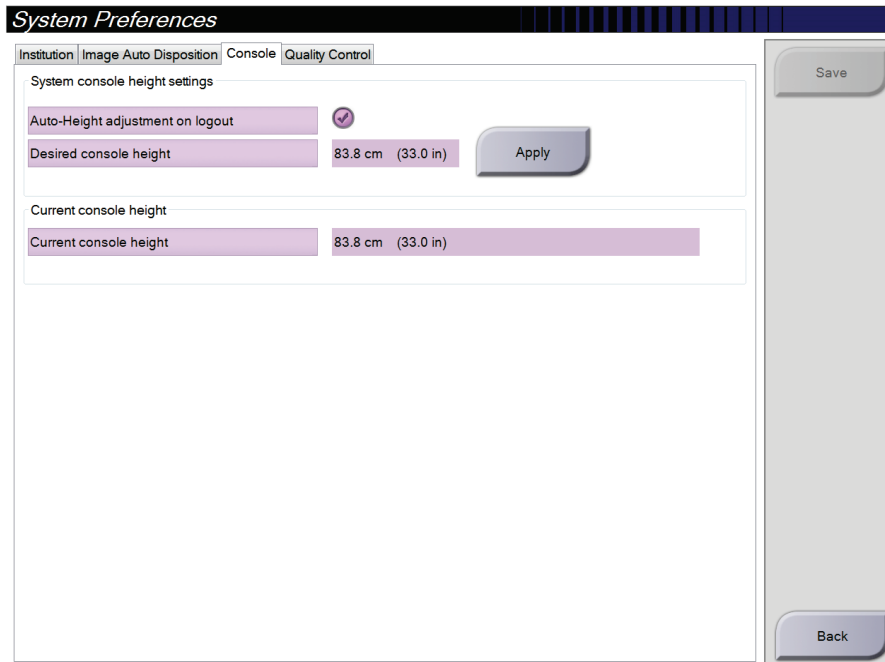 System Preferences
Institution Image Auto Disposition Console Quality Control
Save
System console height settings
Auto-Height adjustment on logout
Desired console height 83.8 cm (33.0 in) Apply
Current console height
Current console height 83.8 cm (33.0 in)
Back